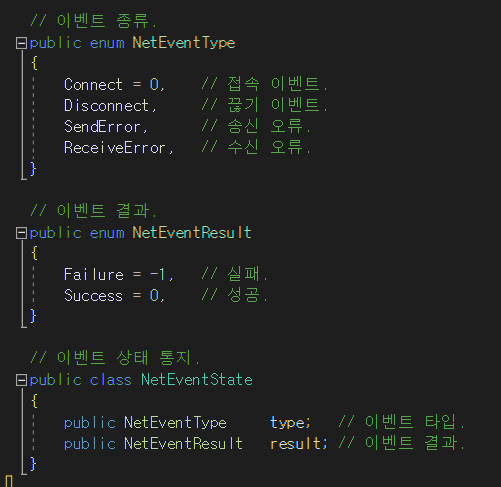 // 이벤트 종류.
public enum NetEventType
{
Connect = 0, // 접속 이벤트.
Disconnect, // 끊기 이벤트.
SendError, // 송신 오류.
ReceiveError, // 수신 오류.
}
// 이벤트 결과.
public enum NetEventResult
{
Failure = -1, // 실패.
Success = 0, // 성공.
}
// 이벤트 상태 통지.
public class NetEventState
{
public NetEventType type; // 이벤트 타입.
public NetEventResult result; // 이벤트 결과.
}